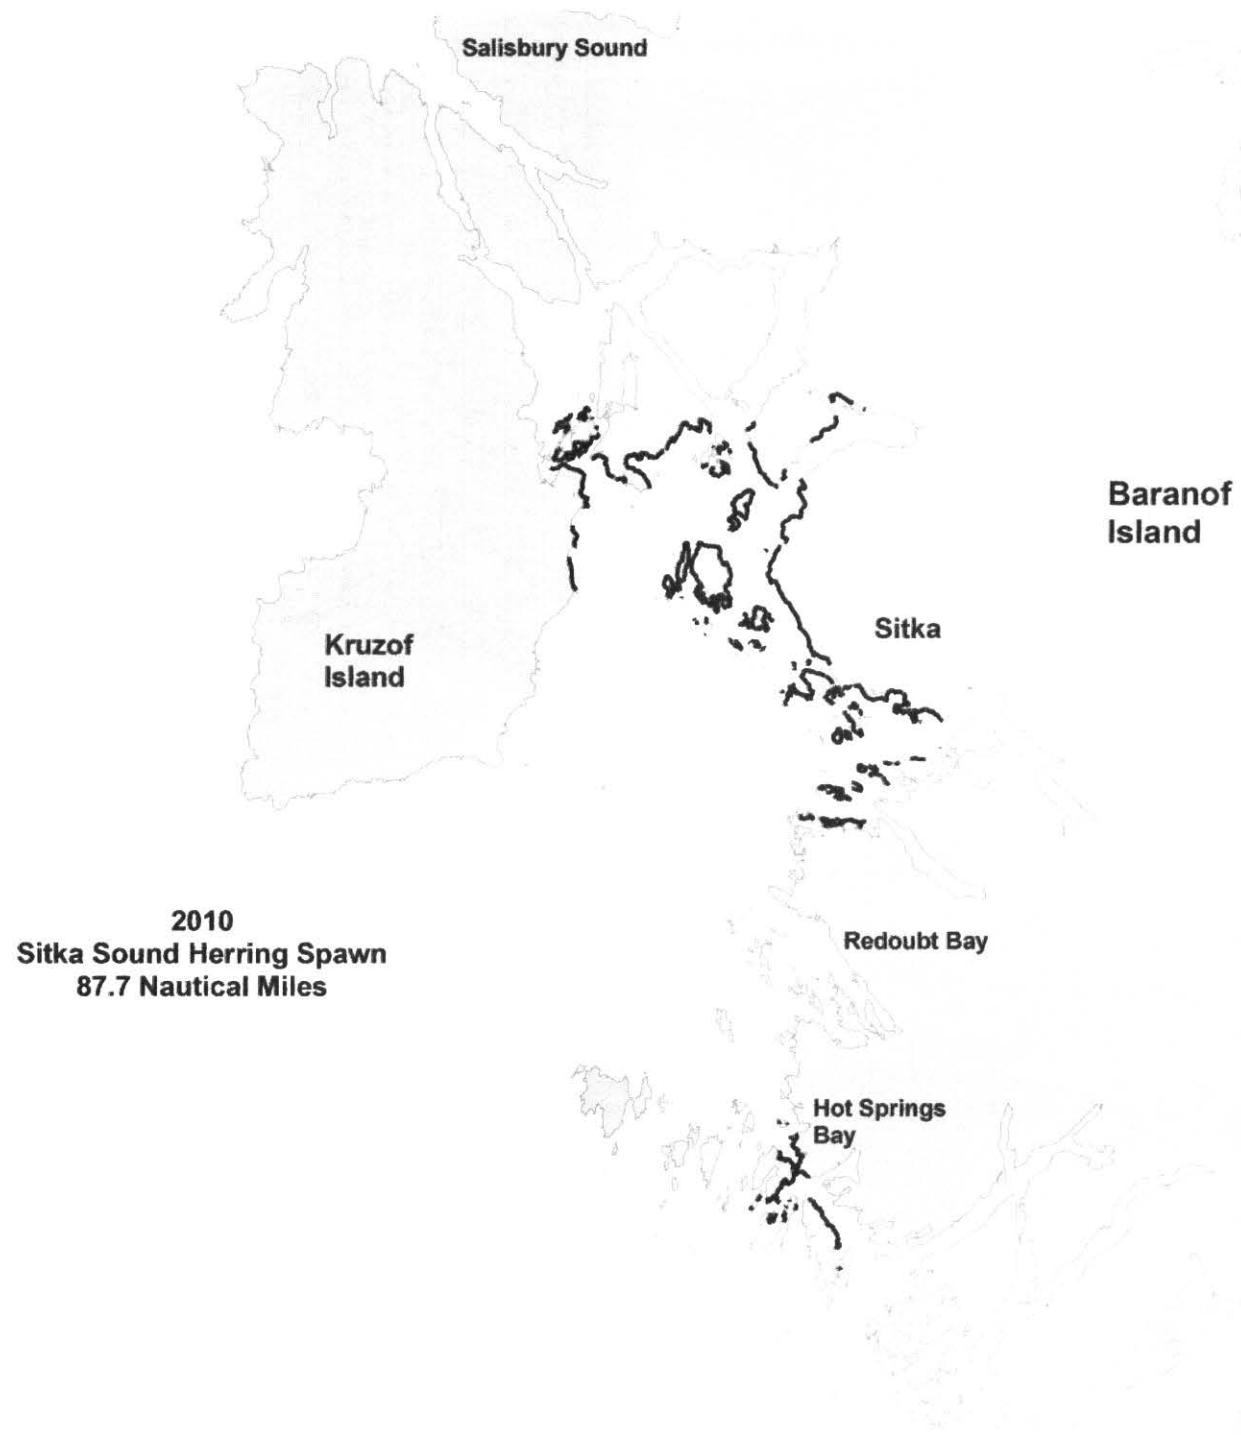 Salisbury Sound
Baranof
Island
Sitka
Kruzof
Island
2010
Sitka Sound Herring Spawn
87.7 Nautical Miles
Redoubt Bay
Hot Springs
Bay